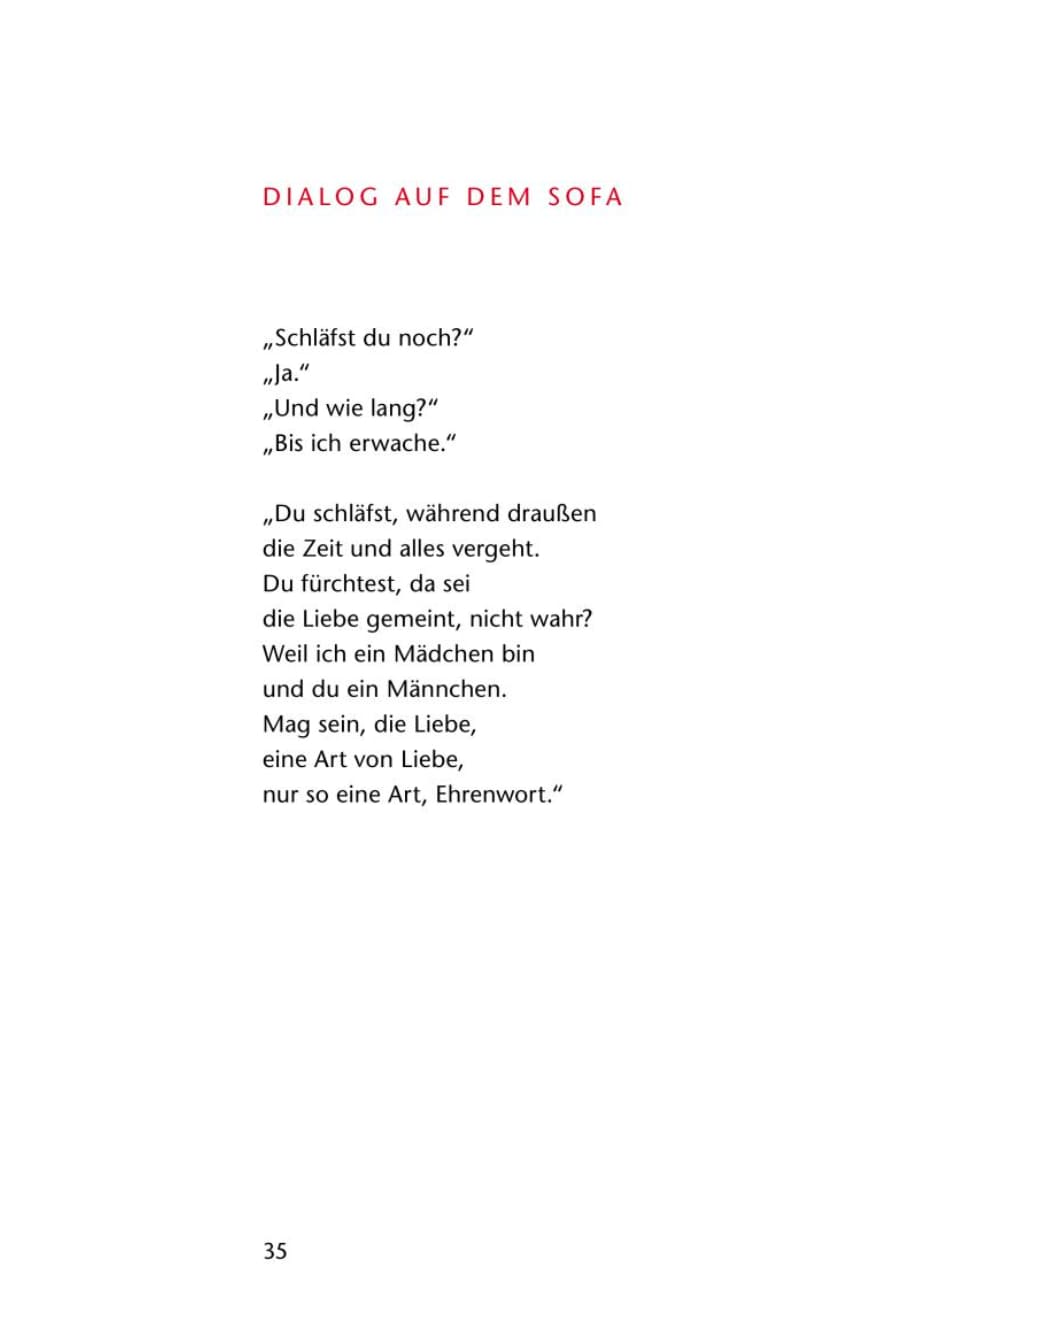 DIALOG AUF DEM SOFA
„Schläfst du noch?“
„Ja.“
„Und wie lang?“
„Bis ich erwache.“
„Du schläfst, während draußen
die Zeit und alles vergeht.
Du fürchtest, da sei
die Liebe gemeint, nicht wahr?
Weil ich ein Mädchen bin
und du ein Männchen.
Mag sein, die Liebe,
eine Art von Liebe,
nur so eine Art, Ehrenwort.“
35